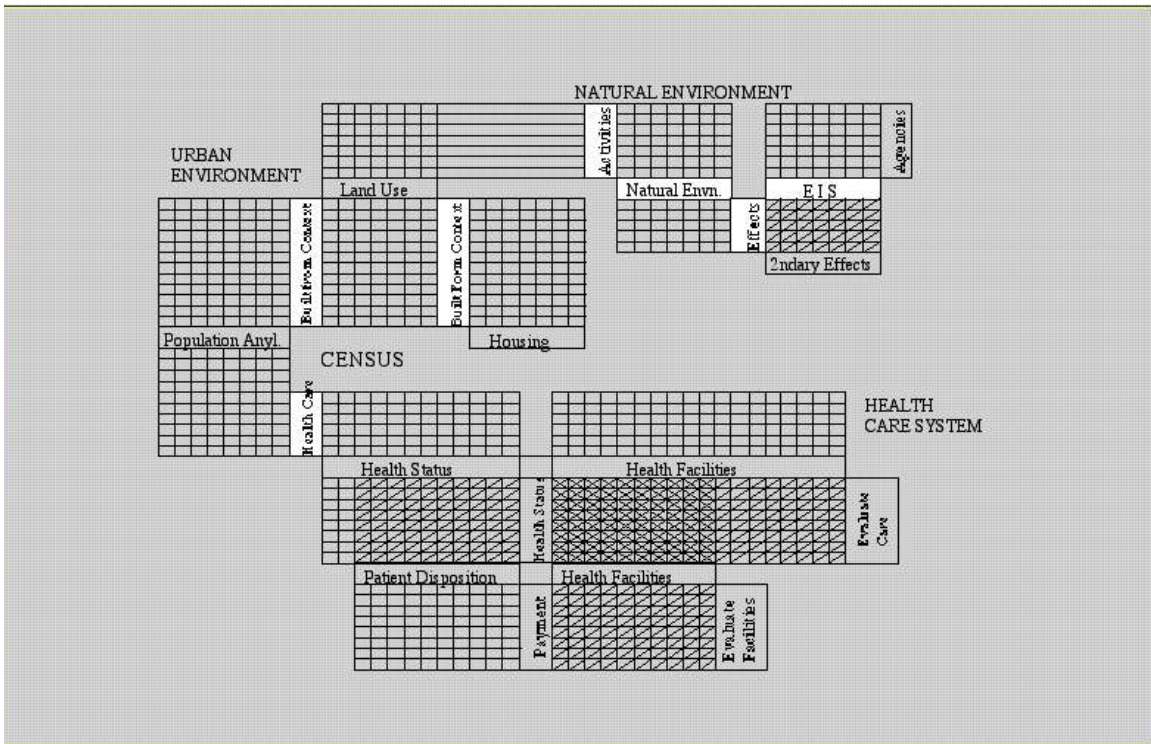 NATURAL ENVIRONMENT
Activities
Agencies
URBAN
ENVIRONMENT
Land Use
Natural Envn.
E I S
Built from Context
Built Form Context
Effects
2ndary Effects
Population Anyl.
Housing
CENSUS
Health Care
HEALTH
CARE SYSTEM
Health Status
Health Facilities
Health Status
Evaluate
Care
Patient Disposition
Health Facilities
Payment
Evaluate
Facilities